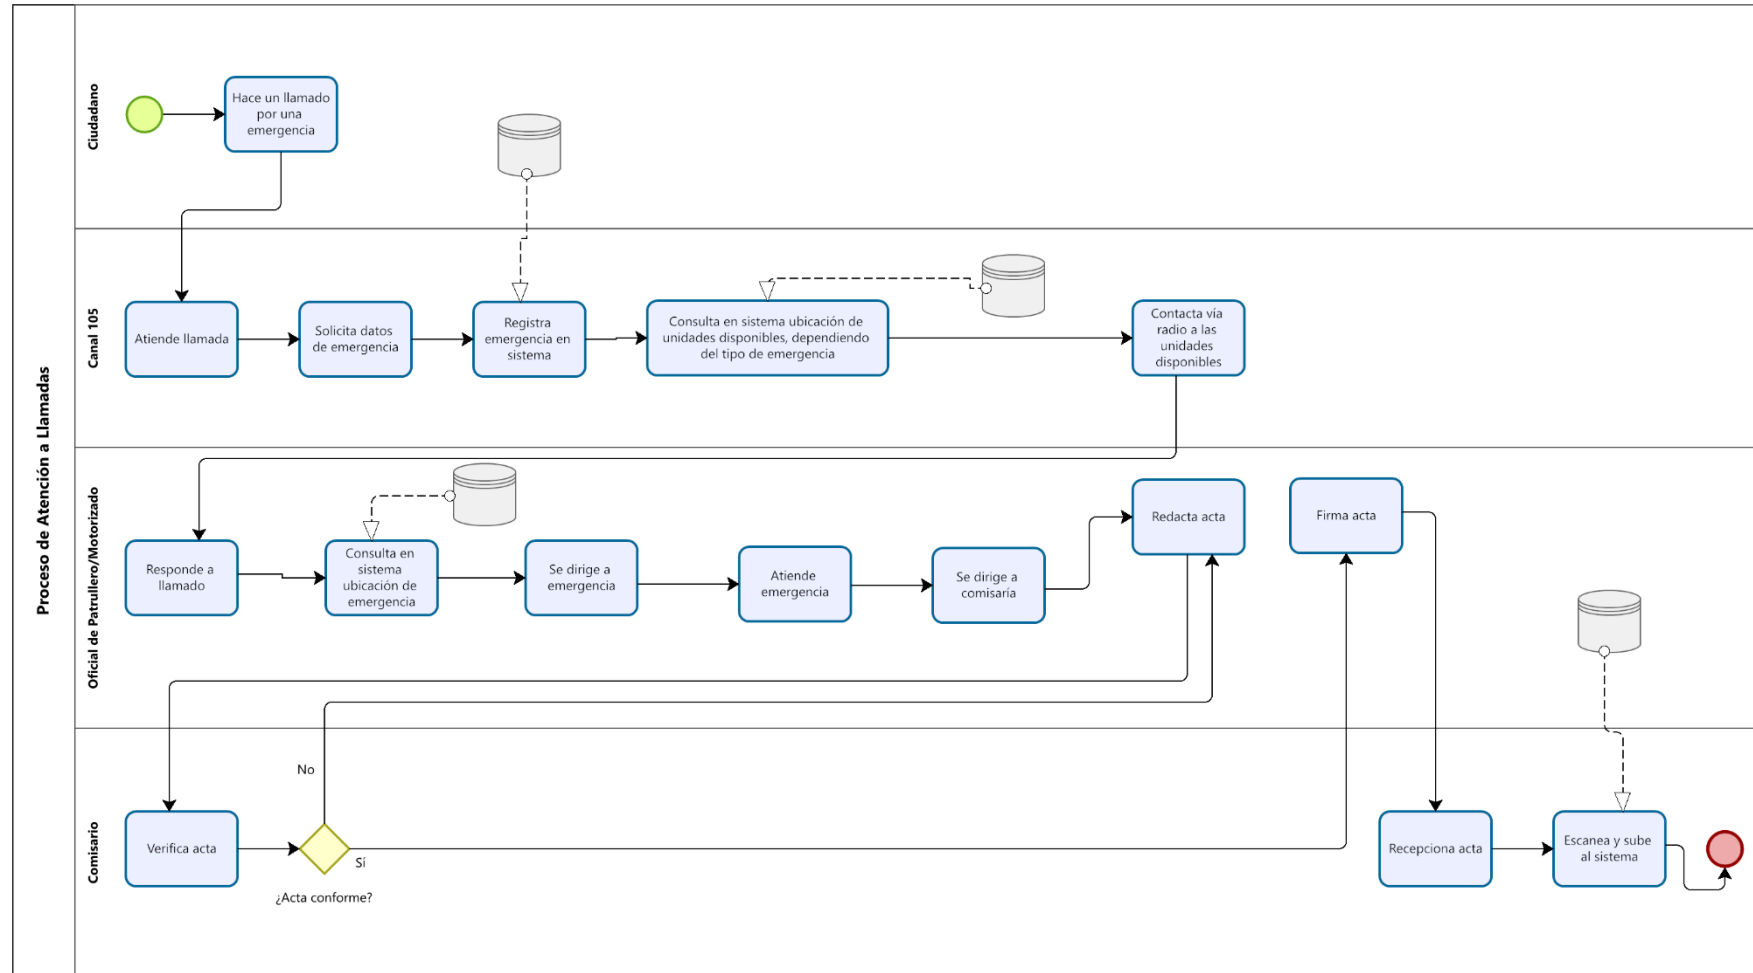 Proceso de Atención a Llamadas
Ciudadano
Hace un llamado
por una
emergencia
Canal 105
Atiende llamada
Solicita datos
de emergencia
Registra
emergencia en
sistema
Consulta en sistema ubicación de
unidades disponibles, dependiendo
del tipo de emergencia
Contacta vía
radio a las
unidades
disponibles
Oficial de Patrullero/Motorizado
Responde a
llamado
Consulta en
sistema
ubicación de
emergencia
Se dirige a
emergencia
Atiende
emergencia
Se dirige a
comisaría
Redacta acta
Firma acta
Comisario
Verifica acta
No
Sí
¿Acta conforme?
Recepciona acta
Escanea y sube
al sistema